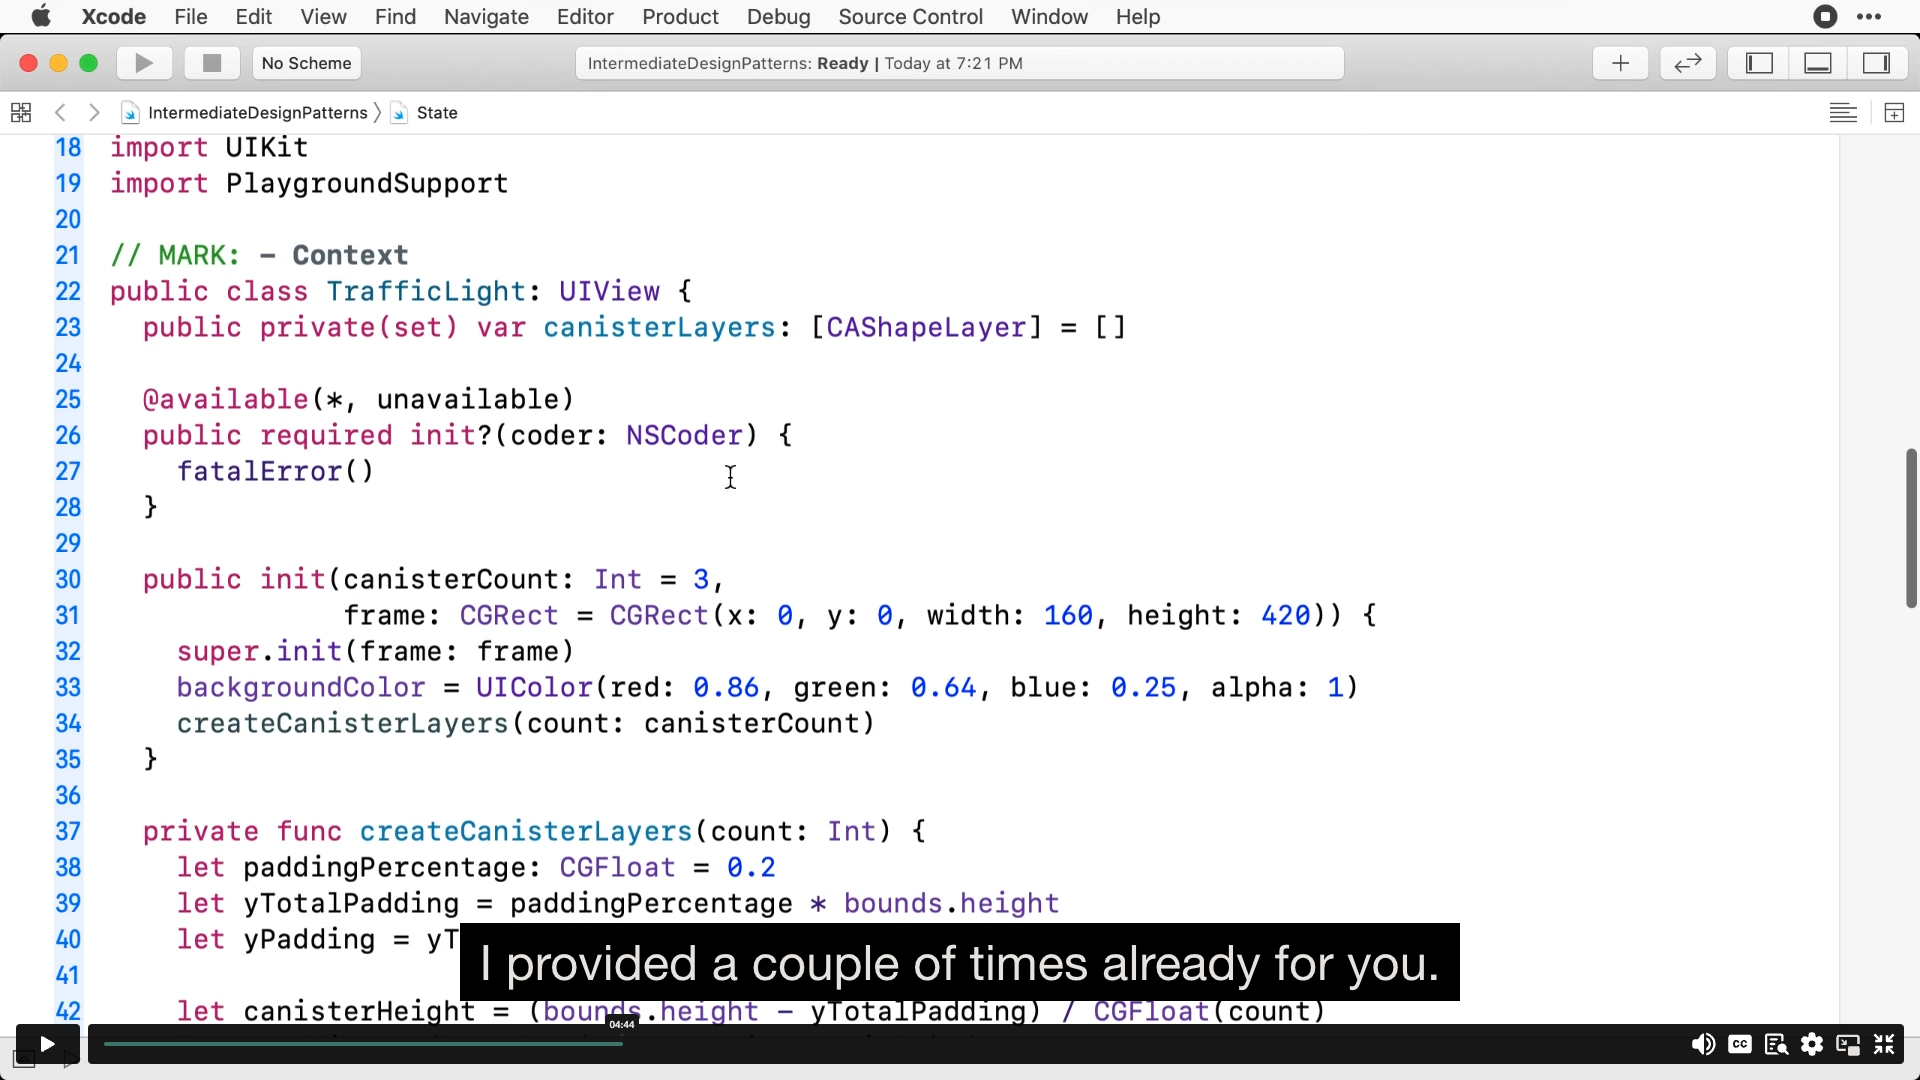 Xcode File Edit View Find Navigate Editor Product Debug Source Control Window Help
No Scheme
IntermediateDesignPatterns: Ready | Today at 7:21 PM
IntermediateDesignPatterns 〉 State
18 import UIKit
19 import PlaygroundSupport
20
21 // MARK: - Context
22 public class TrafficLight: UIView {
23 public private(set) var canisterLayers: [CAShapeLayer] = []
24
25 @available(*, unavailable)
26 public required init?(coder: NSCoder) {
27 fatalError()
28 }
29
30 public init(canisterCount: Int = 3,
31 frame: CGRect = CGRect(x: 0, y: 0, width: 160, height: 420)) {
32 super.init(frame: frame)
33 backgroundColor = UIColor(red: 0.86, green: 0.64, blue: 0.25, alpha: 1)
34 createCanisterLayers(count: canisterCount)
35 }
36
37 private func createCanisterLayers(count: Int) {
38 let paddingPercentage: CGFloat = 0.2
39 let yTotalPadding = paddingPercentage * bounds.height
40 let yPadding = yT
I provided a couple of times already for you.
41
42 let canisterHeight = (bounds.height - yTotalPadding) / CGFloat(count)
04:44
CC